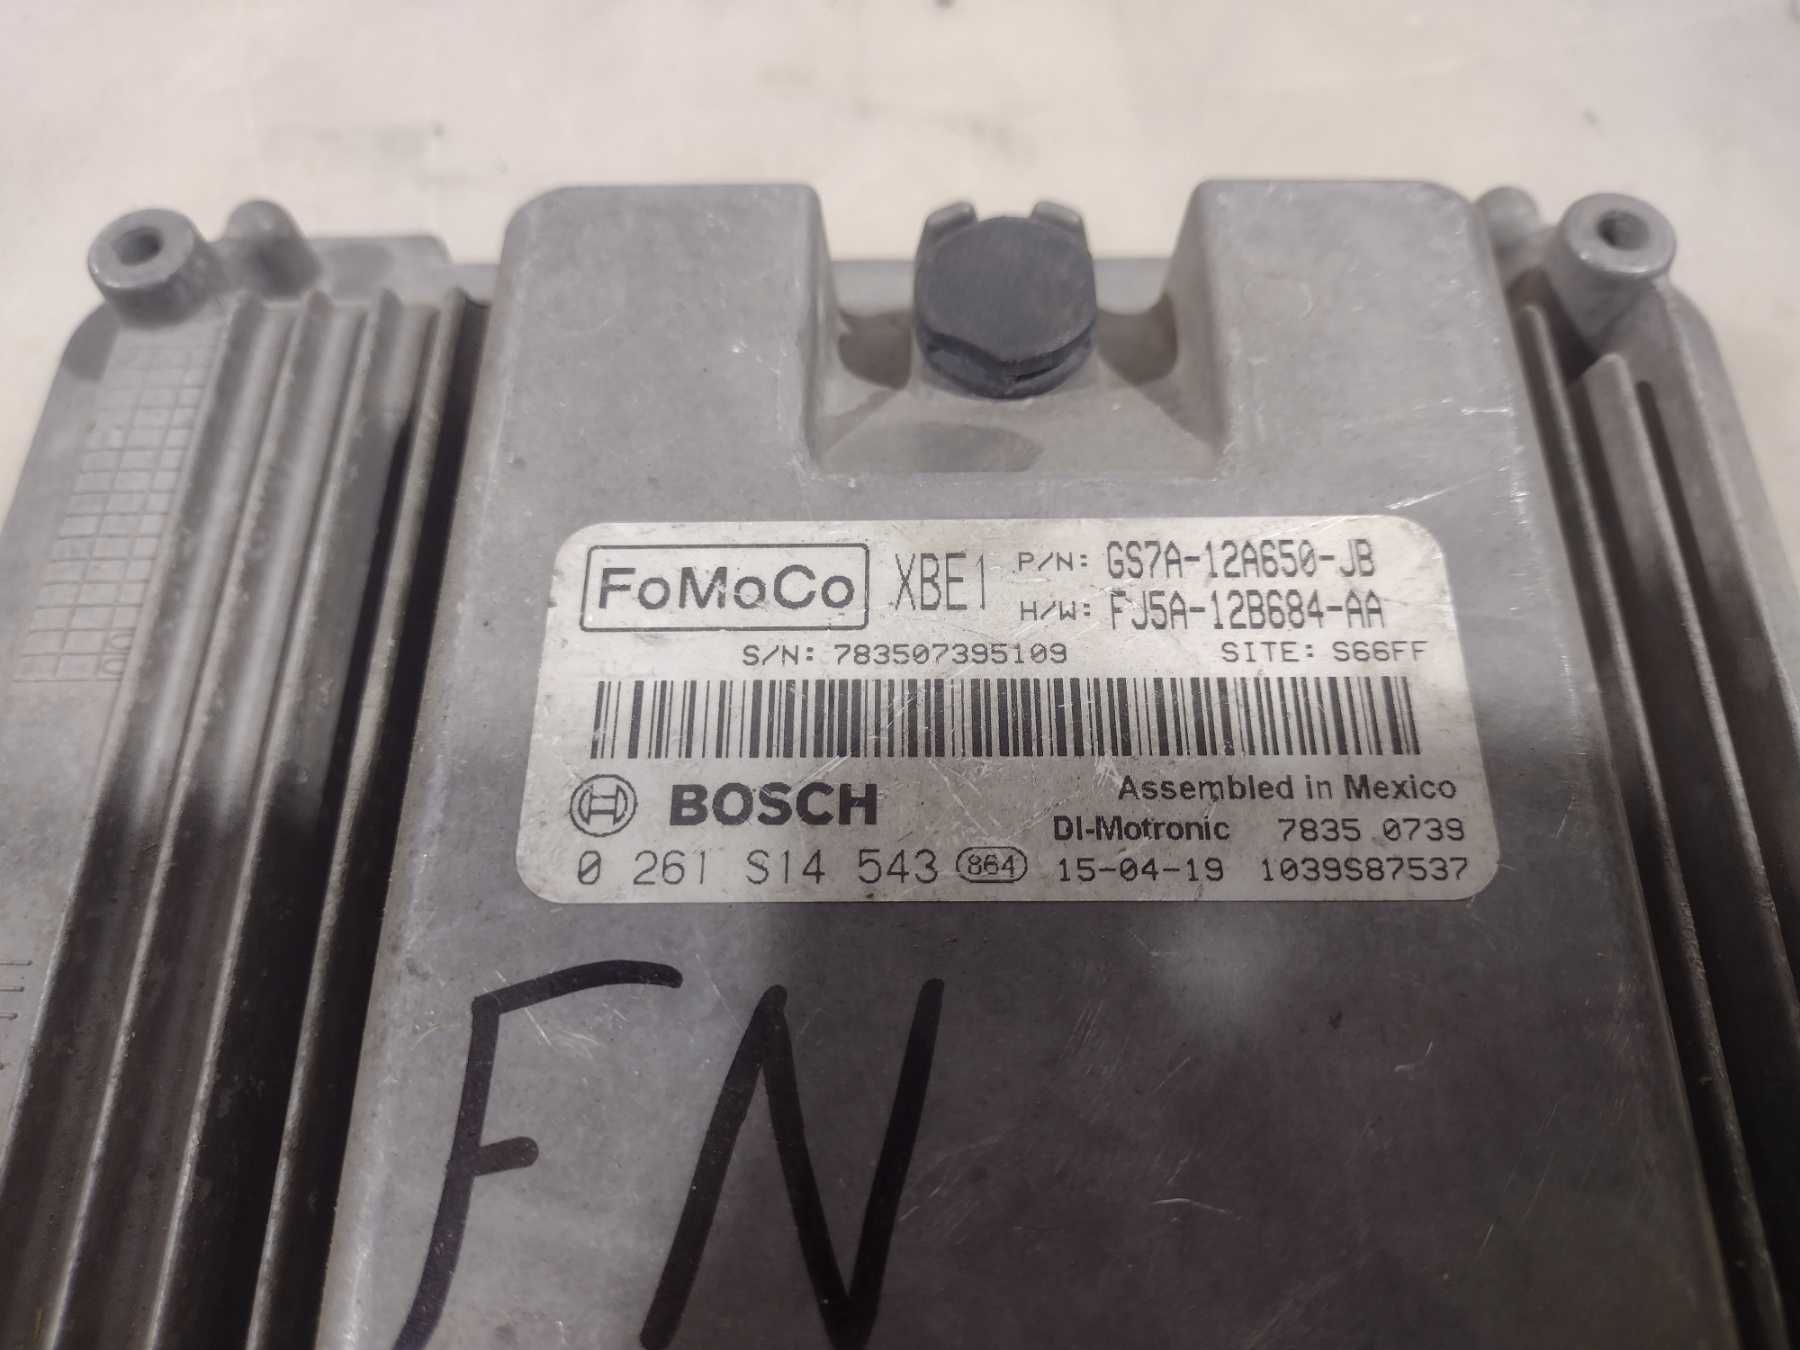 FoMoCo XBE1 P/N: GS7A-12A650-JB
H/W: FJ5A-12B684-AA
S/N: 783507395109 SITE: S66FF
BOSCH Assembled in Mexico
DI-Motronic 7835 0739
0 261 S14 543 864 15-04-19 1039S87537
FN